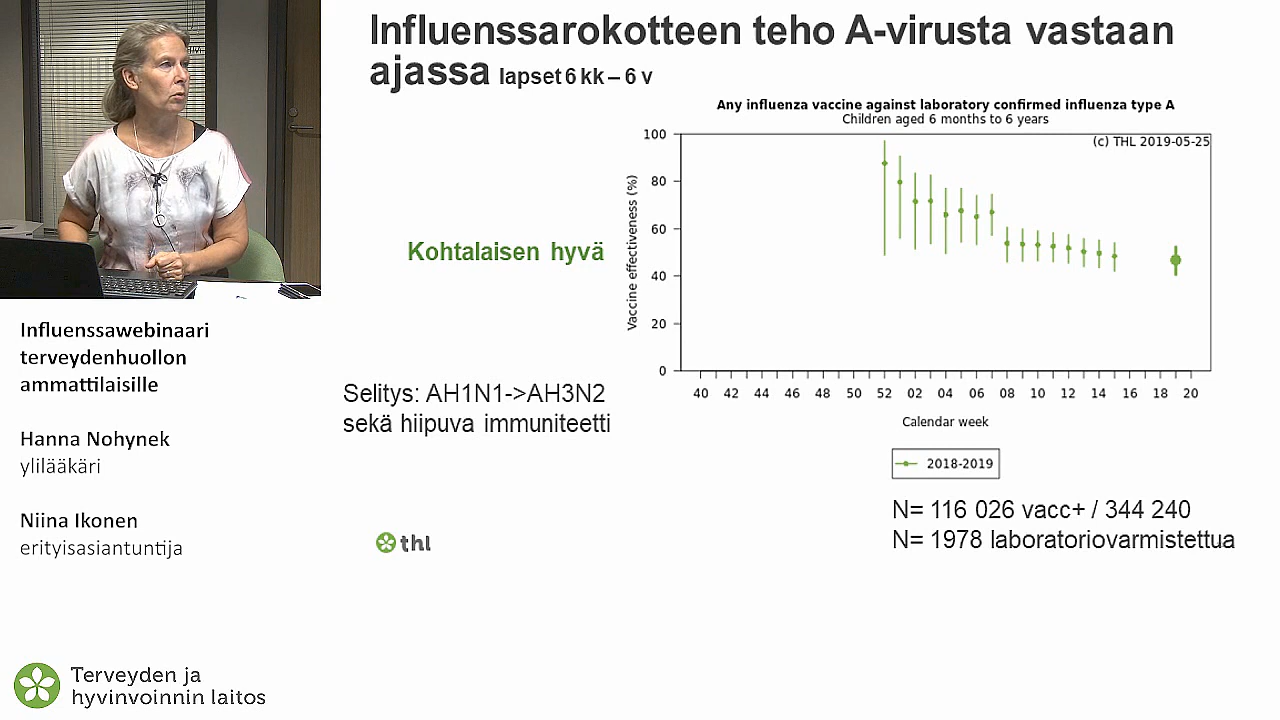 Influenssarokotteen teho A-virusta vastaan
ajassa lapset 6 kk – 6 v
Any influenza vaccine against laboratory confirmed influenza type A
Children aged 6 months to 6 years
(c) THL 2019-05-25
Vaccine effectiveness (%)
100
80
60
40
20
0
40 42 44 46 48 50 52 02 04 06 08 10 12 14 16 18 20
Calendar week
2018-2019
Kohtalaisen hyvä
Selitys: AH1N1->AH3N2
sekä hiipuva immuniteetti
N= 116 026 vacc+ / 344 240
N= 1978 laboratoriovarmistettua
thl
Influenssawebinaari
terveydenhuollon
ammattilaisille
Hanna Nohynek
ylilääkäri
Niina Ikonen
erityisasiantuntija
Terveyden ja
hyvinvoinnin laitos